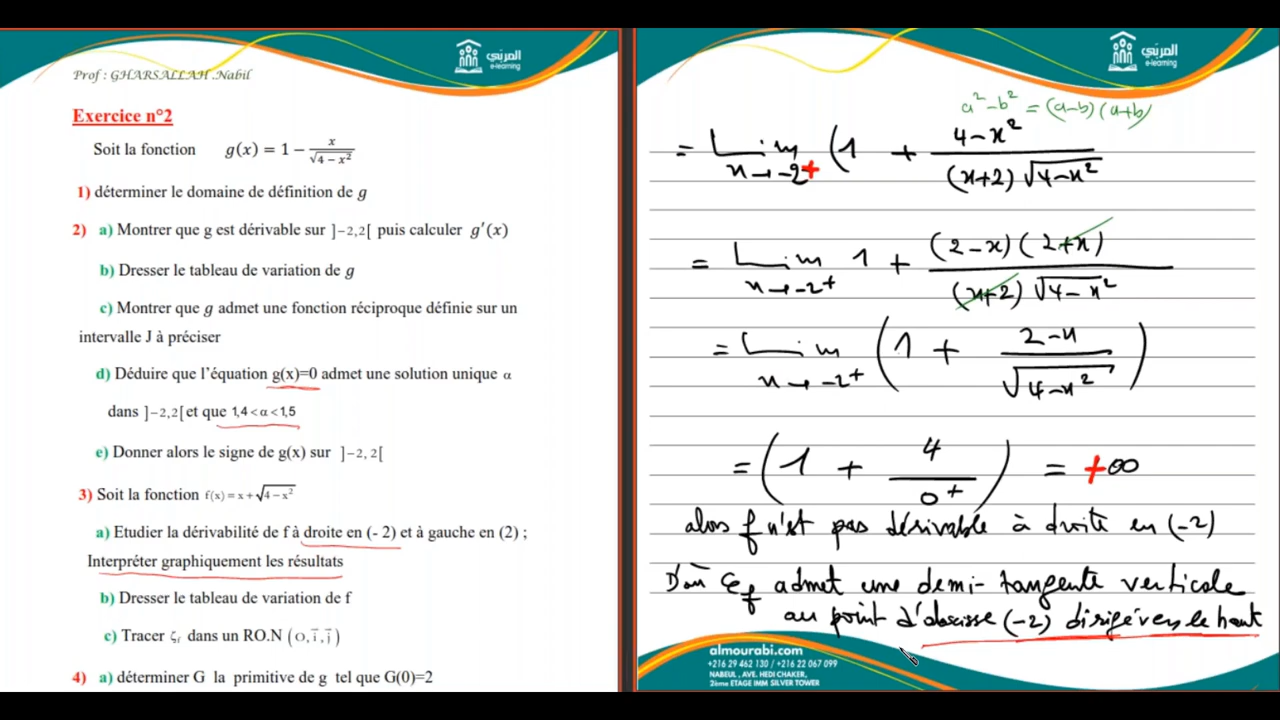 المربّي
e-learning
Prof : GHARSALLAH .Nabil
Exercice n°2
Soit la fonction g(x) = 1 − x/√(4 − x²)
1) déterminer le domaine de définition de g
2) a) Montrer que g est dérivable sur ]−2,2[ puis calculer g′(x)
b) Dresser le tableau de variation de g
c) Montrer que g admet une fonction réciproque définie sur un
intervalle J à préciser
d) Déduire que l'équation g(x)=0 admet une solution unique α
dans ]−2,2[ et que 1,4 < α < 1,5
e) Donner alors le signe de g(x) sur ]−2, 2[
3) Soit la fonction f(x) = x + √(4−x²)
a) Etudier la dérivabilité de f à droite en (- 2) et à gauche en (2) ;
Interpréter graphiquement les résultats
b) Dresser le tableau de variation de f
c) Tracer ζf dans un RO.N (O, i⃗, j⃗)
4) a) déterminer G la primitive de g tel que G(0)=2
المربّي
e-learning
a² − b² = (a−b)(a+b)
= Lim x→−2+ (1 + (4−x²)/((x+2)√(4−x²))
= Lim x→−2+ 1 + ((2−x)(2+x))/((x+2)√(4−x²))
= Lim x→−2+ (1 + (2−x)/√(4−x²))
= (1 + 4/0+) = +∞
alors f n'est pas dérivable à droite en (−2)
D'où Cf admet une demi-tangente verticale
au point d'abscisse (−2) dirigé vers le haut
almourabi.com
+216 29 462 130 / +216 22 067 099
NABEUL , AVE. HEDI CHAKER,
2ème ETAGE IMM SILVER TOWER